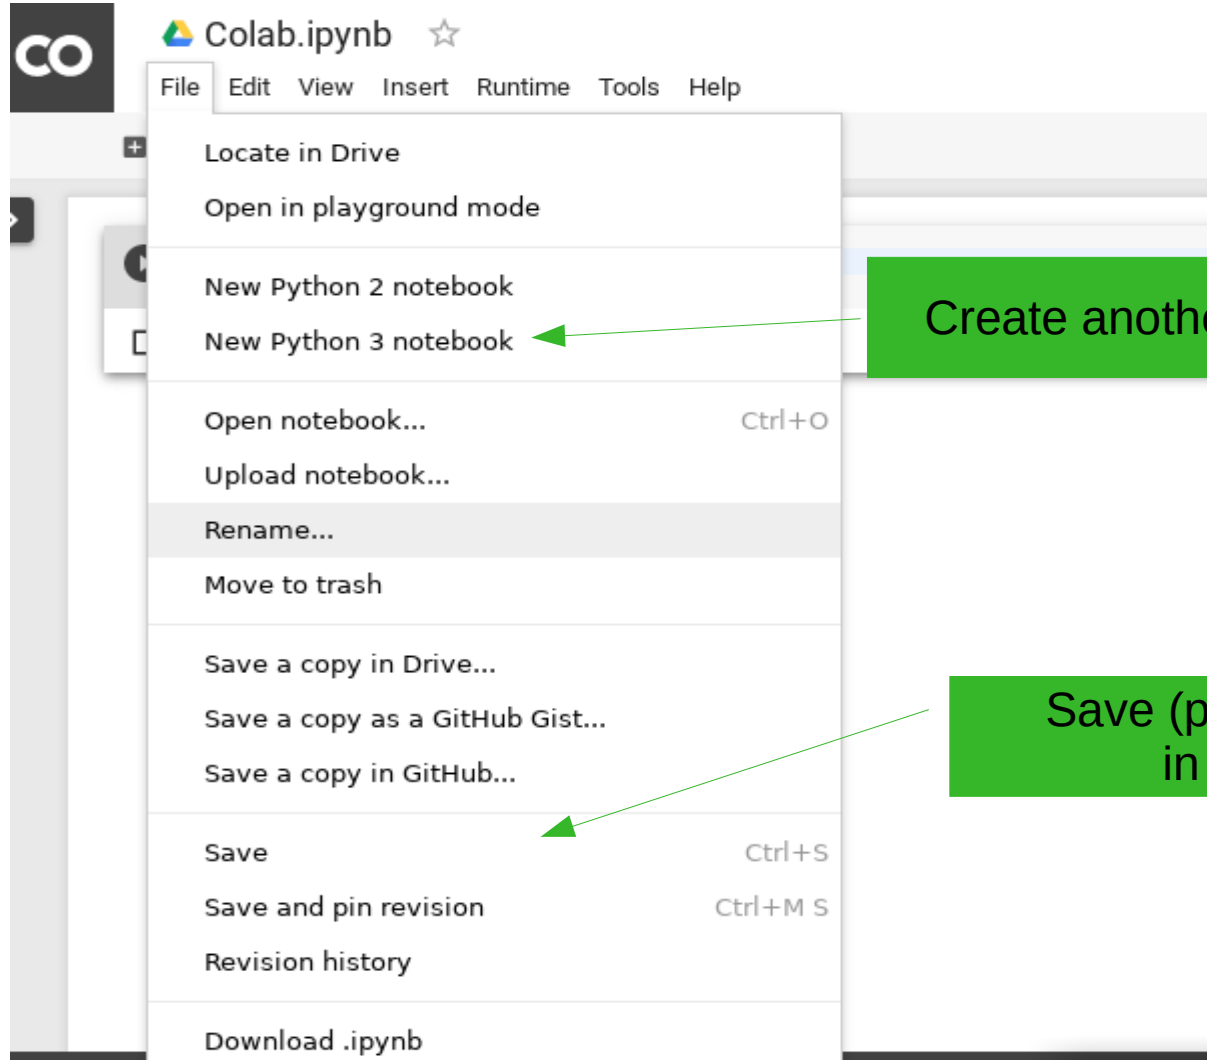 CO
Colab.ipynb
File Edit View Insert Runtime Tools Help
Locate in Drive
Open in playground mode
New Python 2 notebook
New Python 3 notebook
Create anothe
Open notebook... Ctrl+O
Upload notebook...
Rename...
Move to trash
Save a copy in Drive...
Save a copy as a GitHub Gist...
Save (p
in
Save a copy in GitHub...
Save Ctrl+S
Save and pin revision Ctrl+M S
Revision history
Download .ipynb